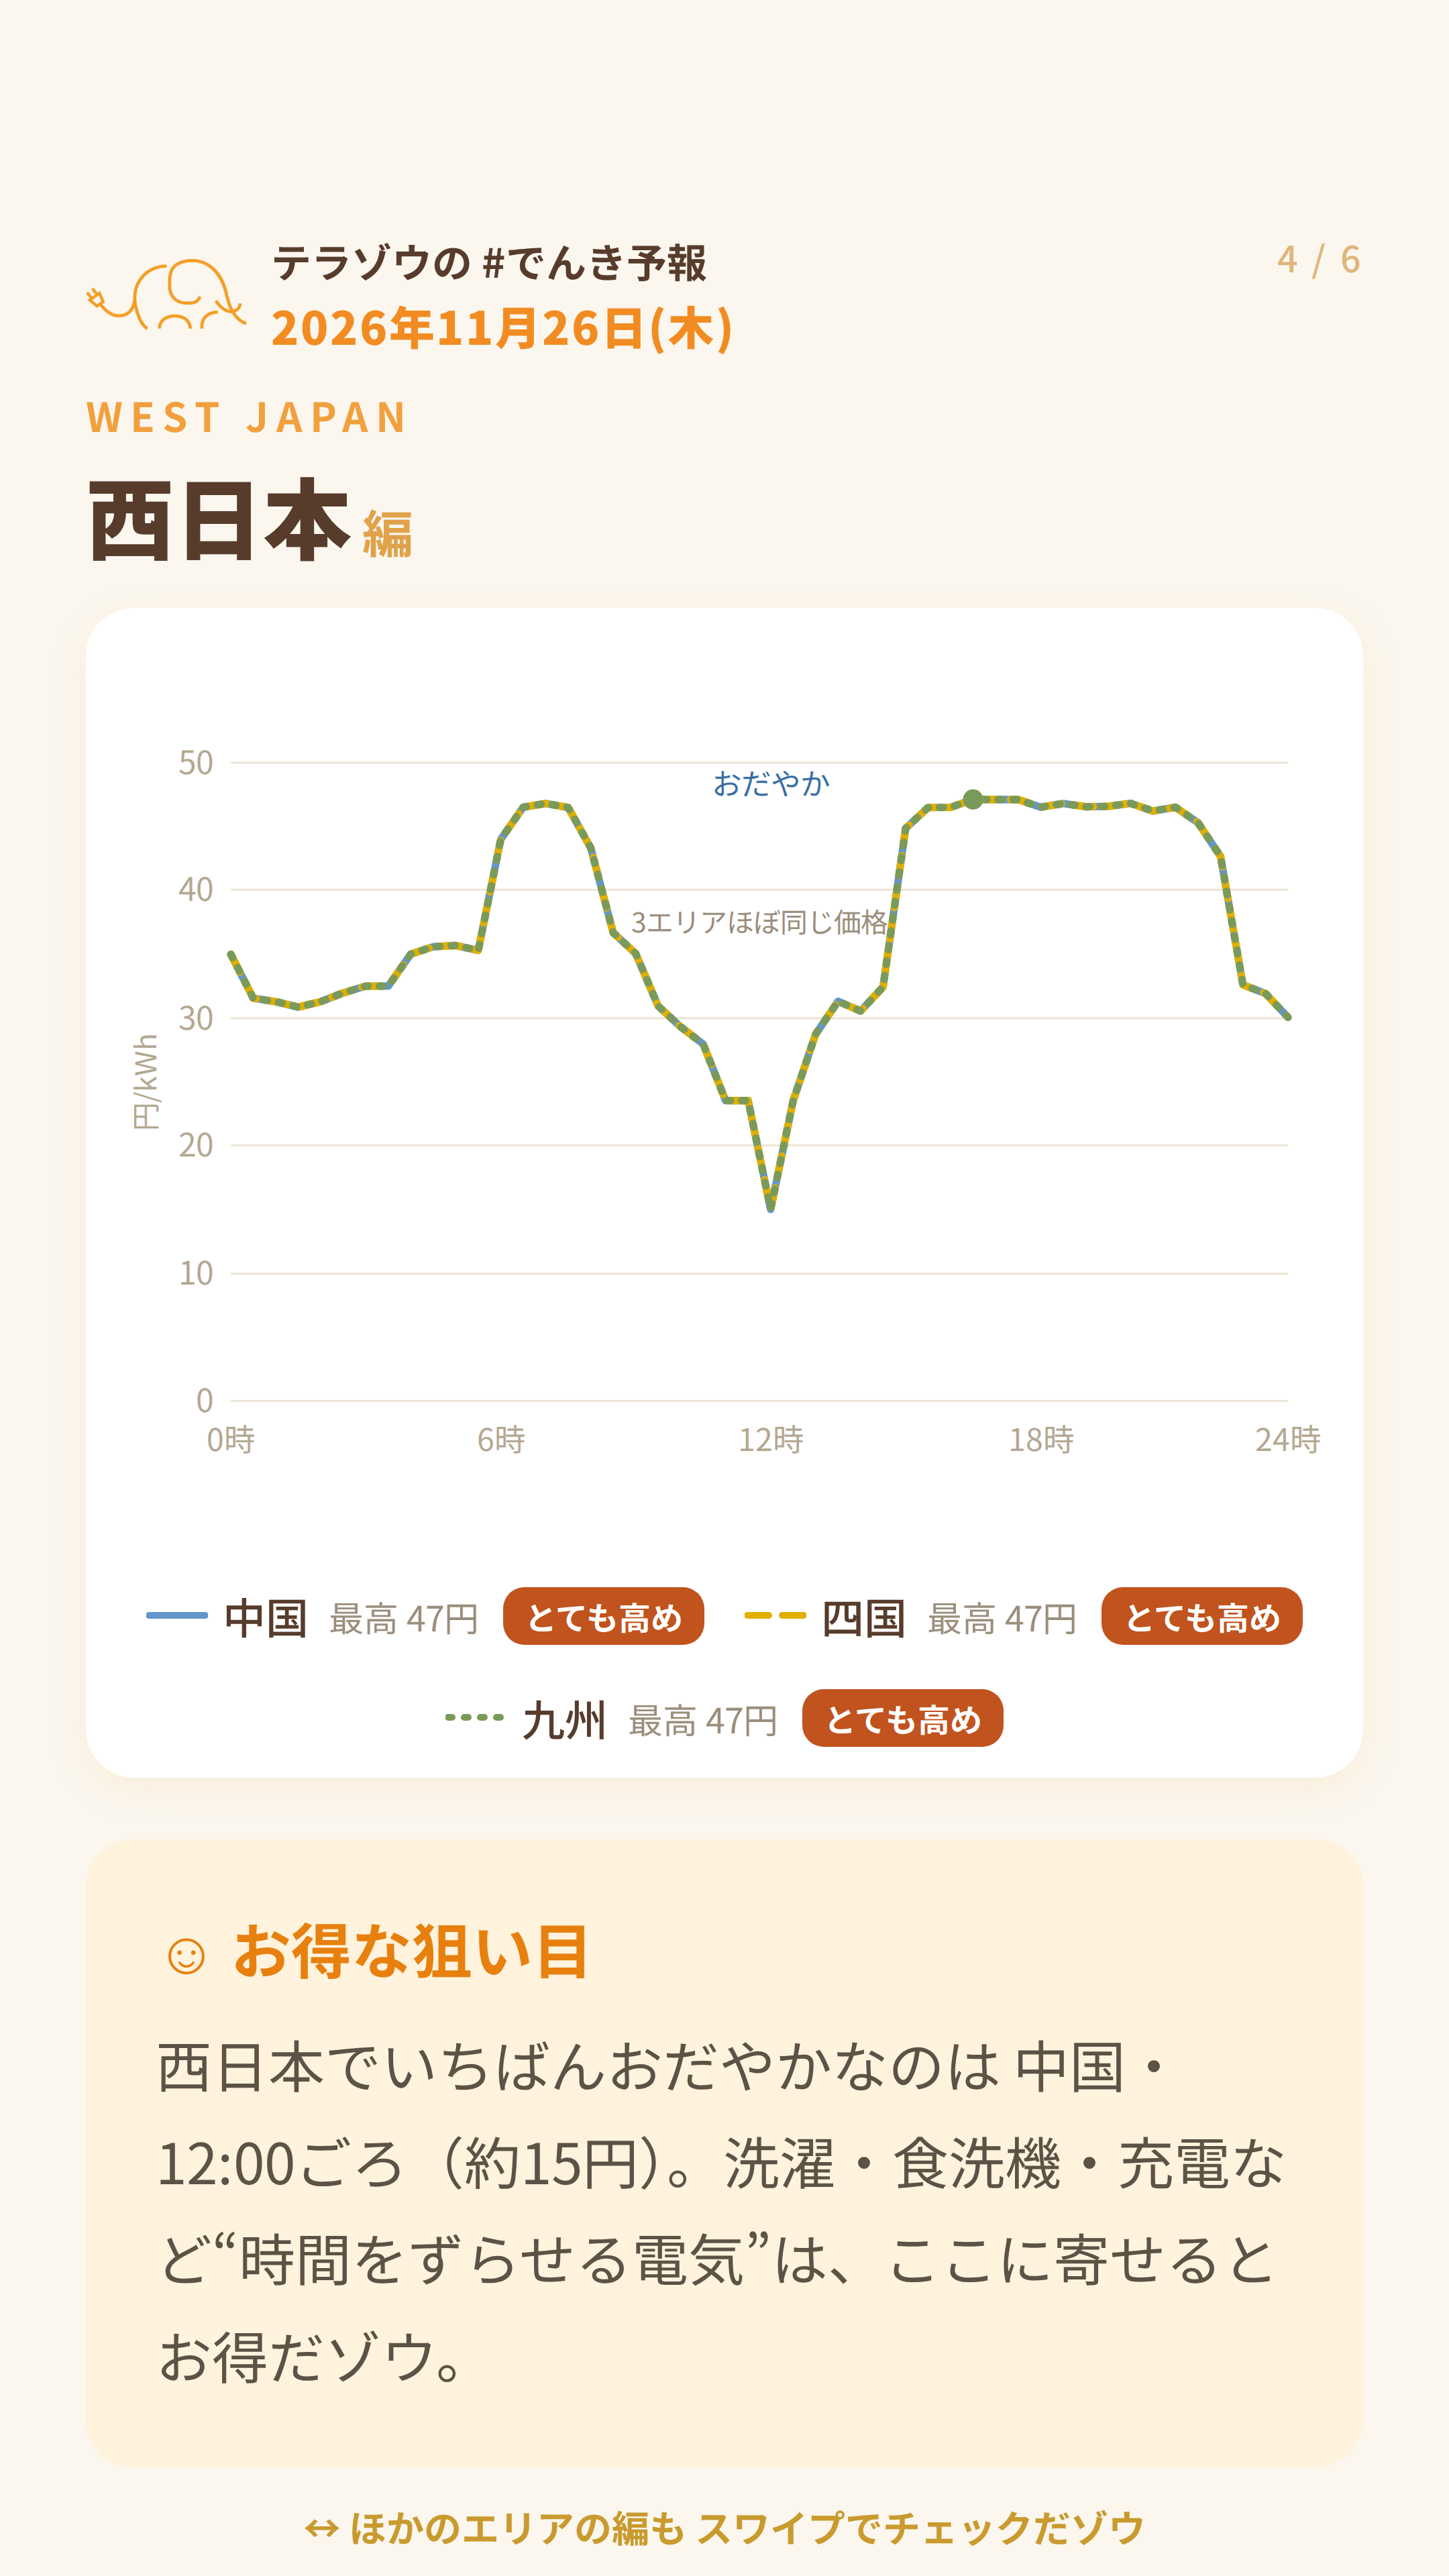 テラゾウの #でんき予報
4 / 6
2026年11月26日(木)
WEST JAPAN
西日本 編
50
おだやか
40
3エリアほぼ同じ価格
30
円/kWh
20
10
0
0時 6時 12時 18時 24時
中国 最高 47円 とても高め 四国 最高 47円 とても高め
九州 最高 47円 とても高め
☺ お得な狙い目
西日本でいちばんおだやかなのは 中国・
12:00ごろ（約15円）。洗濯・食洗機・充電な
ど“時間をずらせる電気”は、ここに寄せると
お得だゾウ。
↔ ほかのエリアの編も スワイプでチェックだゾウ